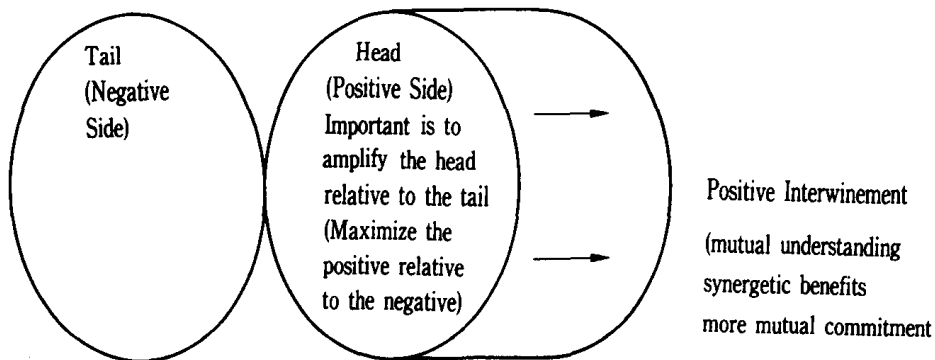 Tail
(Negative
Side)
Head
(Positive Side)
Important is to
amplify the head
relative to the tail
(Maximize the
positive relative
to the negative)
Positive Interwinement
(mutual understanding
synergetic benefits
more mutual commitment